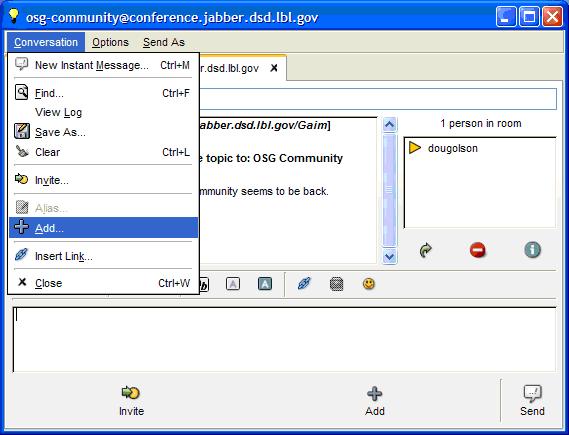 osg-community@conference.jabber.dsd.lbl.gov
Conversation Options Send As
New Instant Message... Ctrl+M
Find... Ctrl+F
View Log
Save As...
Clear Ctrl+L
Invite...
Alias...
Add...
Insert Link...
Close Ctrl+W
r.dsd.lbl.gov
jabber.dsd.lbl.gov/Gaim]
e topic to: OSG Community
mmunity seems to be back.
1 person in room
dougolson
Invite
Add
Send